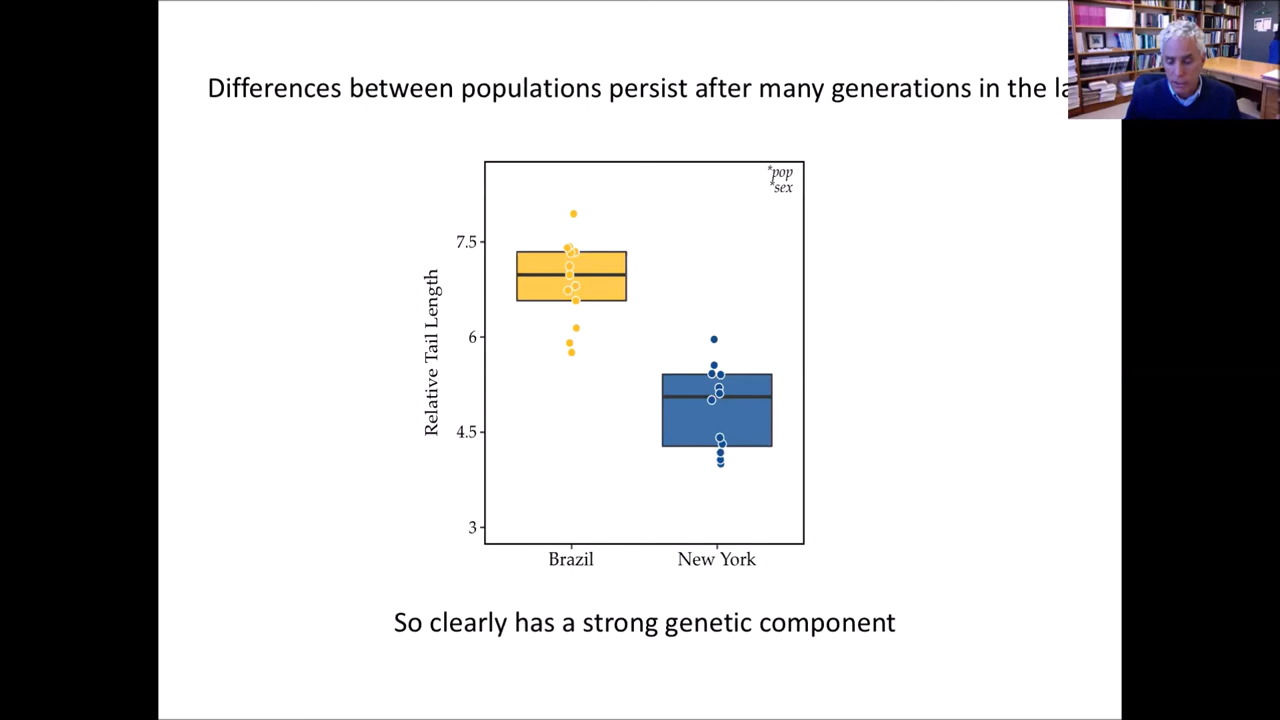 Differences between populations persist after many generations in the
*pop
*sex
7.5
6
4.5
3
Relative Tail Length
Brazil
New York
So clearly has a strong genetic component